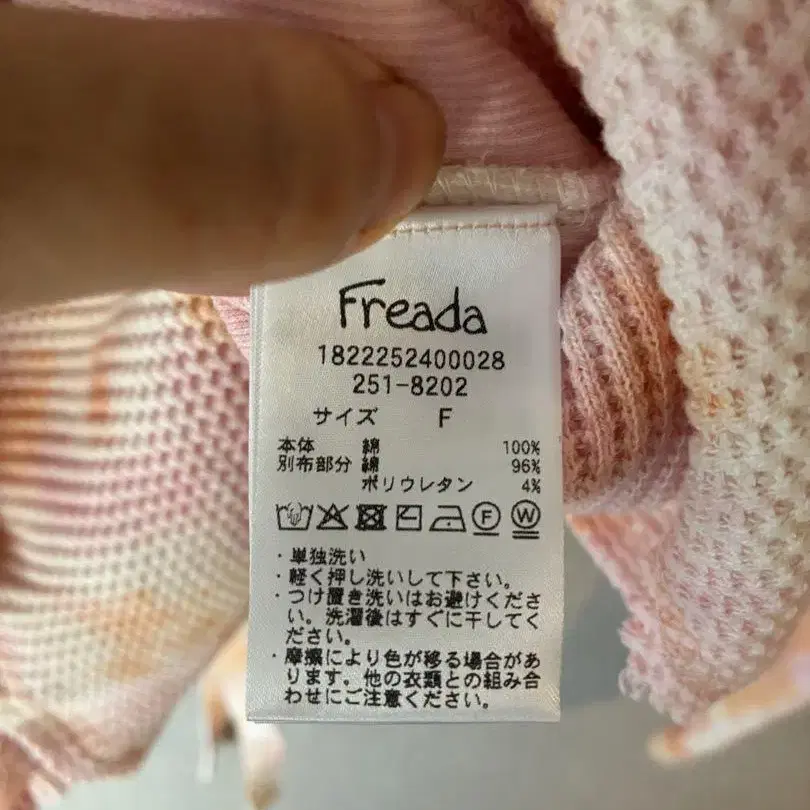 Freada
1822252400028
251-8202
サイズ F
本体 綿 100%
別布部分 綿 96%
ポリウレタン 4%
F W
・単独洗い
・軽く押し洗いして下さい。
・つけ置き洗いはお避けくださ
い。洗濯後はすぐに干してく
ださい。
・摩擦により色が移る場合があ
ります。他の衣類との組み合
わせにご注意ください。